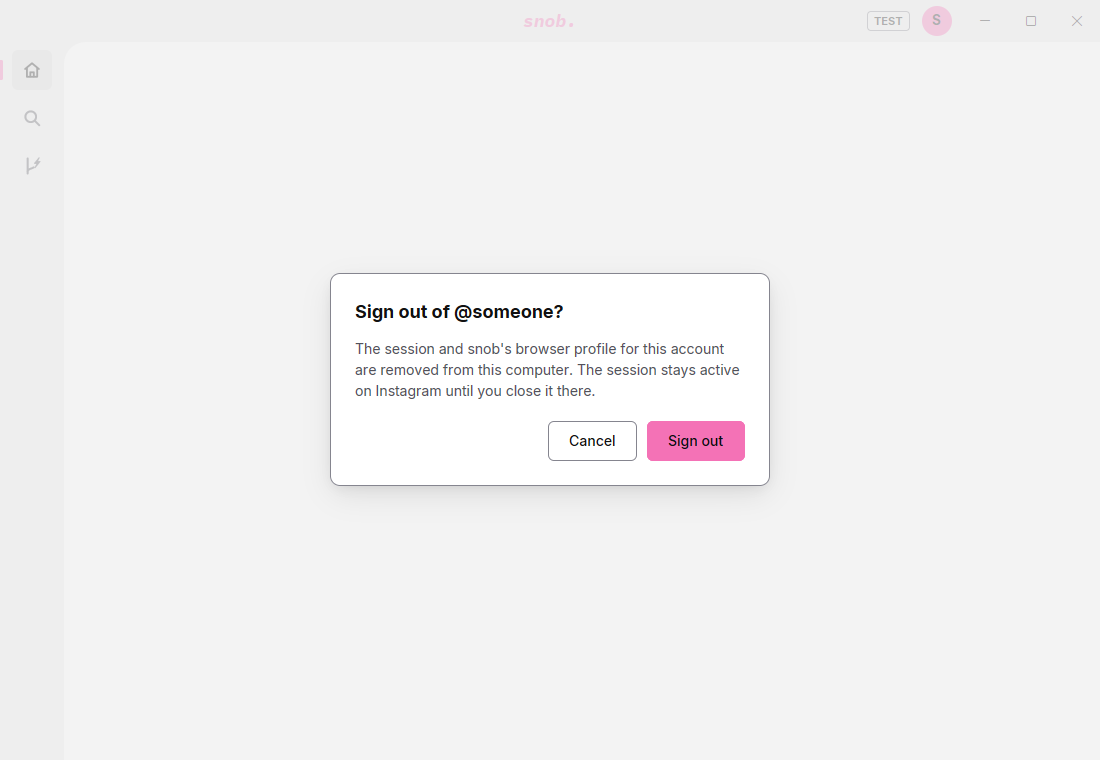 snob.
TEST
S
Sign out of @someone?
The session and snob's browser profile for this account
are removed from this computer. The session stays active
on Instagram until you close it there.
Cancel
Sign out